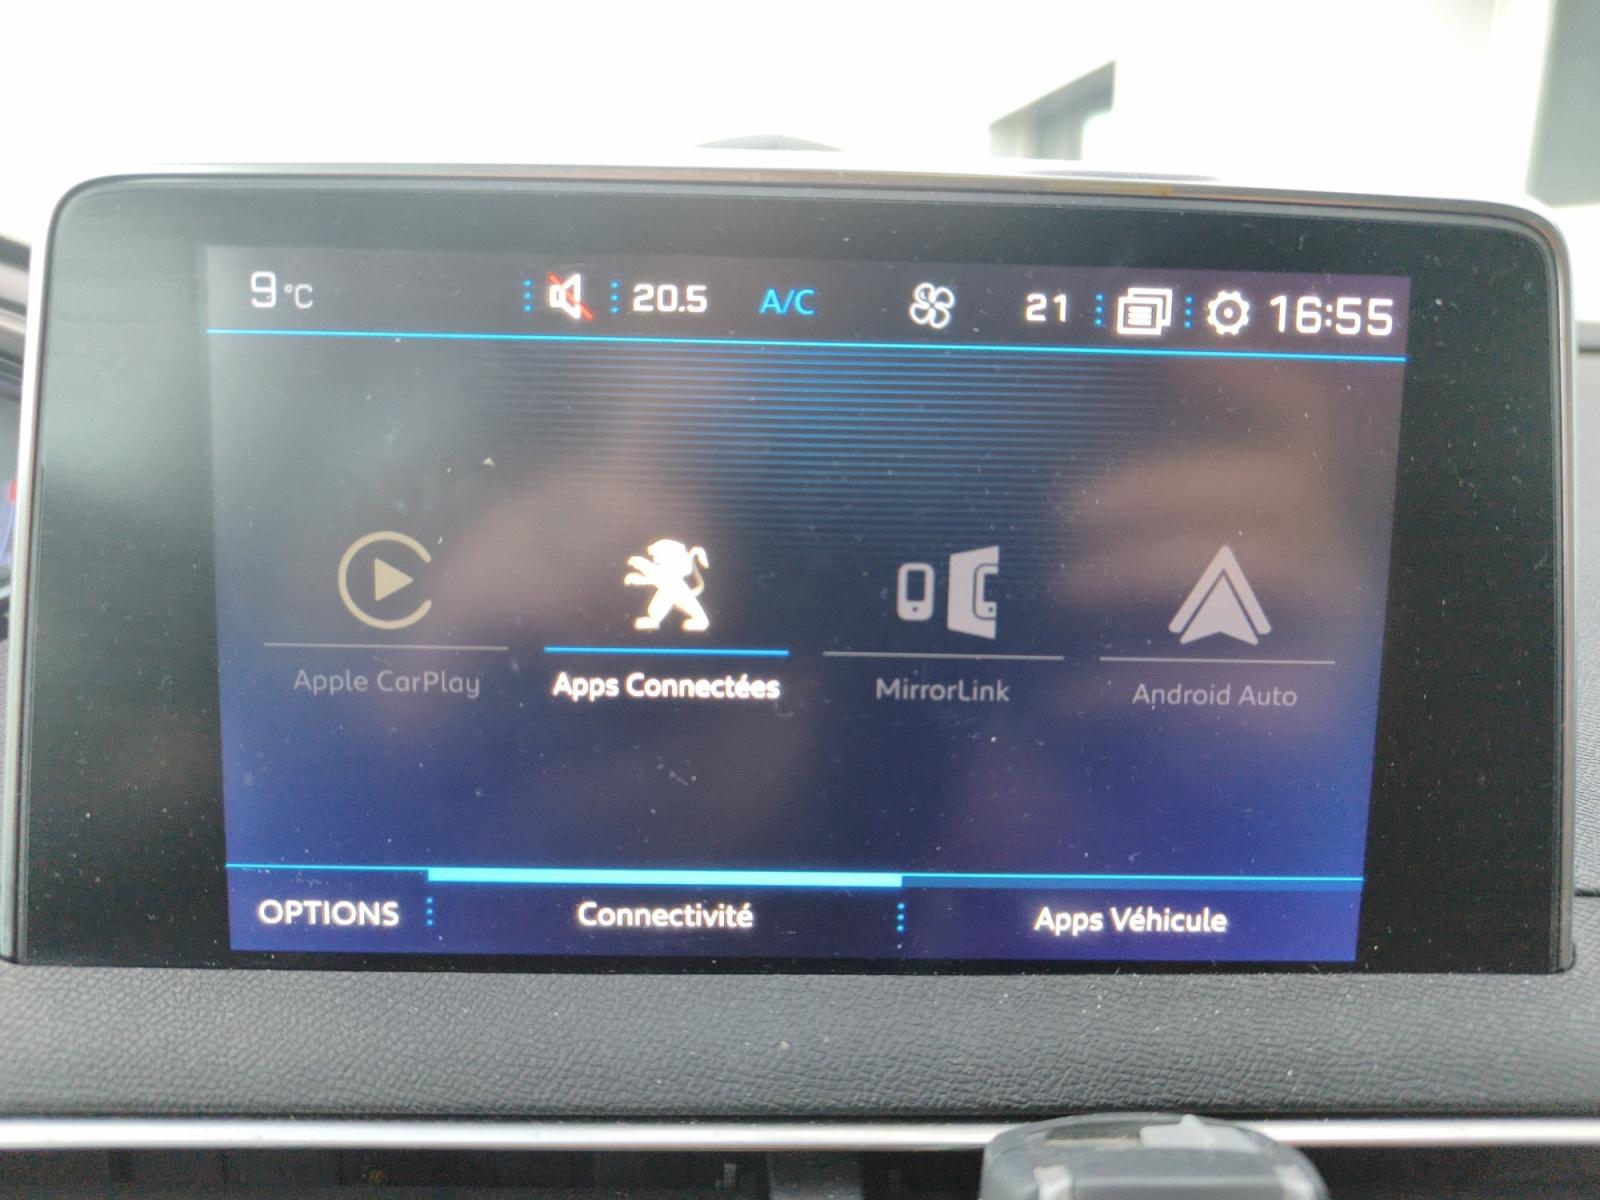 9 °C 20.5 A/C 21 16:55
Apple CarPlay Apps Connectées MirrorLink Android Auto
OPTIONS Connectivité Apps Véhicule